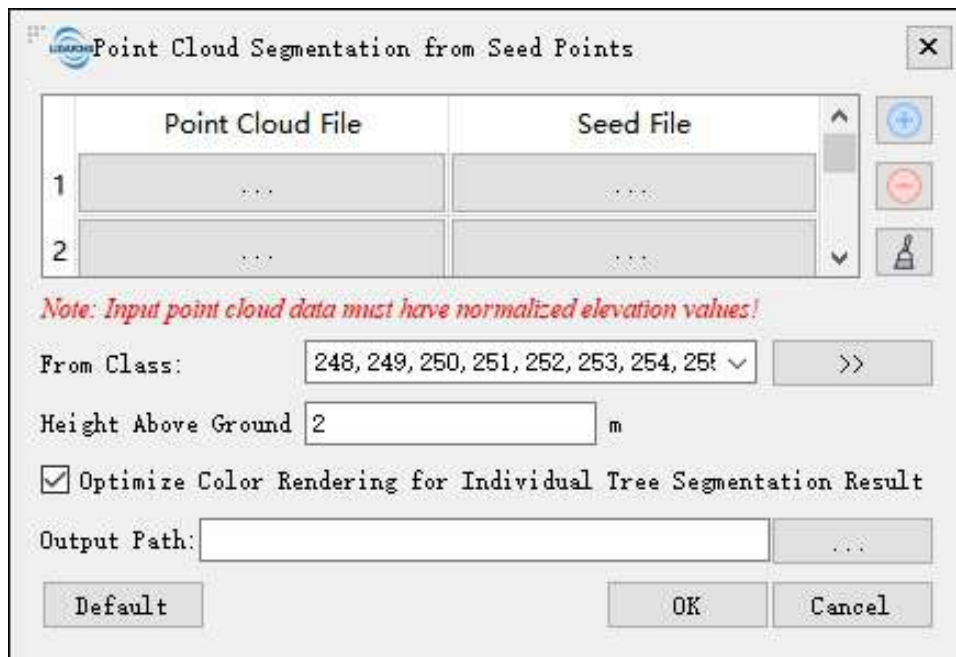 Point Cloud Segmentation from Seed Points
Point Cloud File Seed File
1 ... ...
2 ... ...
Note: Input point cloud data must have normalized elevation values!
From Class: 248, 249, 250, 251, 252, 253, 254, 255 >>
Height Above Ground 2 m
Optimize Color Rendering for Individual Tree Segmentation Result
Output Path: ...
Default OK Cancel